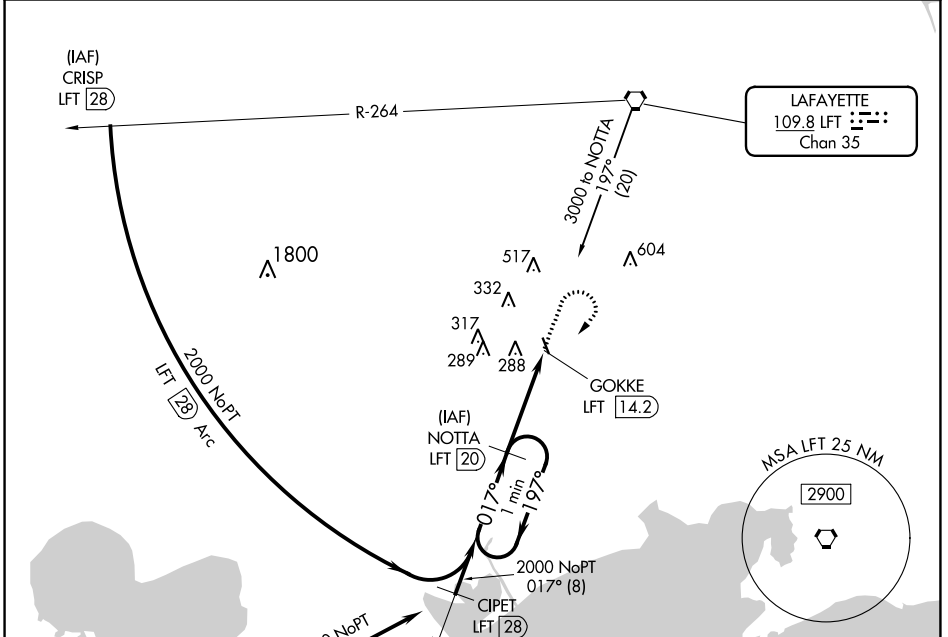 (IAF)
CRISP
LFT 28
R-264
LAFAYETTE
109.8 LFT
Chan 35
3000 to NOTTA
197°
(20)
1800
517
604
332
317
289
288
2000 NoPT
LFT 28 Arc
GOKKE
LFT 14.2
(IAF)
NOTTA
LFT 20
017°
1 min
197°
MSA LFT 25 NM
2900
2000 NoPT
017° (8)
CIPET
LFT 28
NoPT